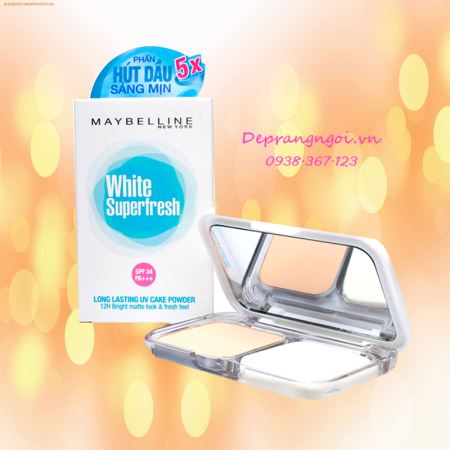 PHẤN
HÚT DẦU 5X
SÁNG MỊN
MAYBELLINE
NEW YORK
White
Superfresh
SPF 34
PA+++
LONG LASTING UV CAKE POWDER
12H Bright matte look & fresh feel
Deprangngoi.vn
0938·367·123